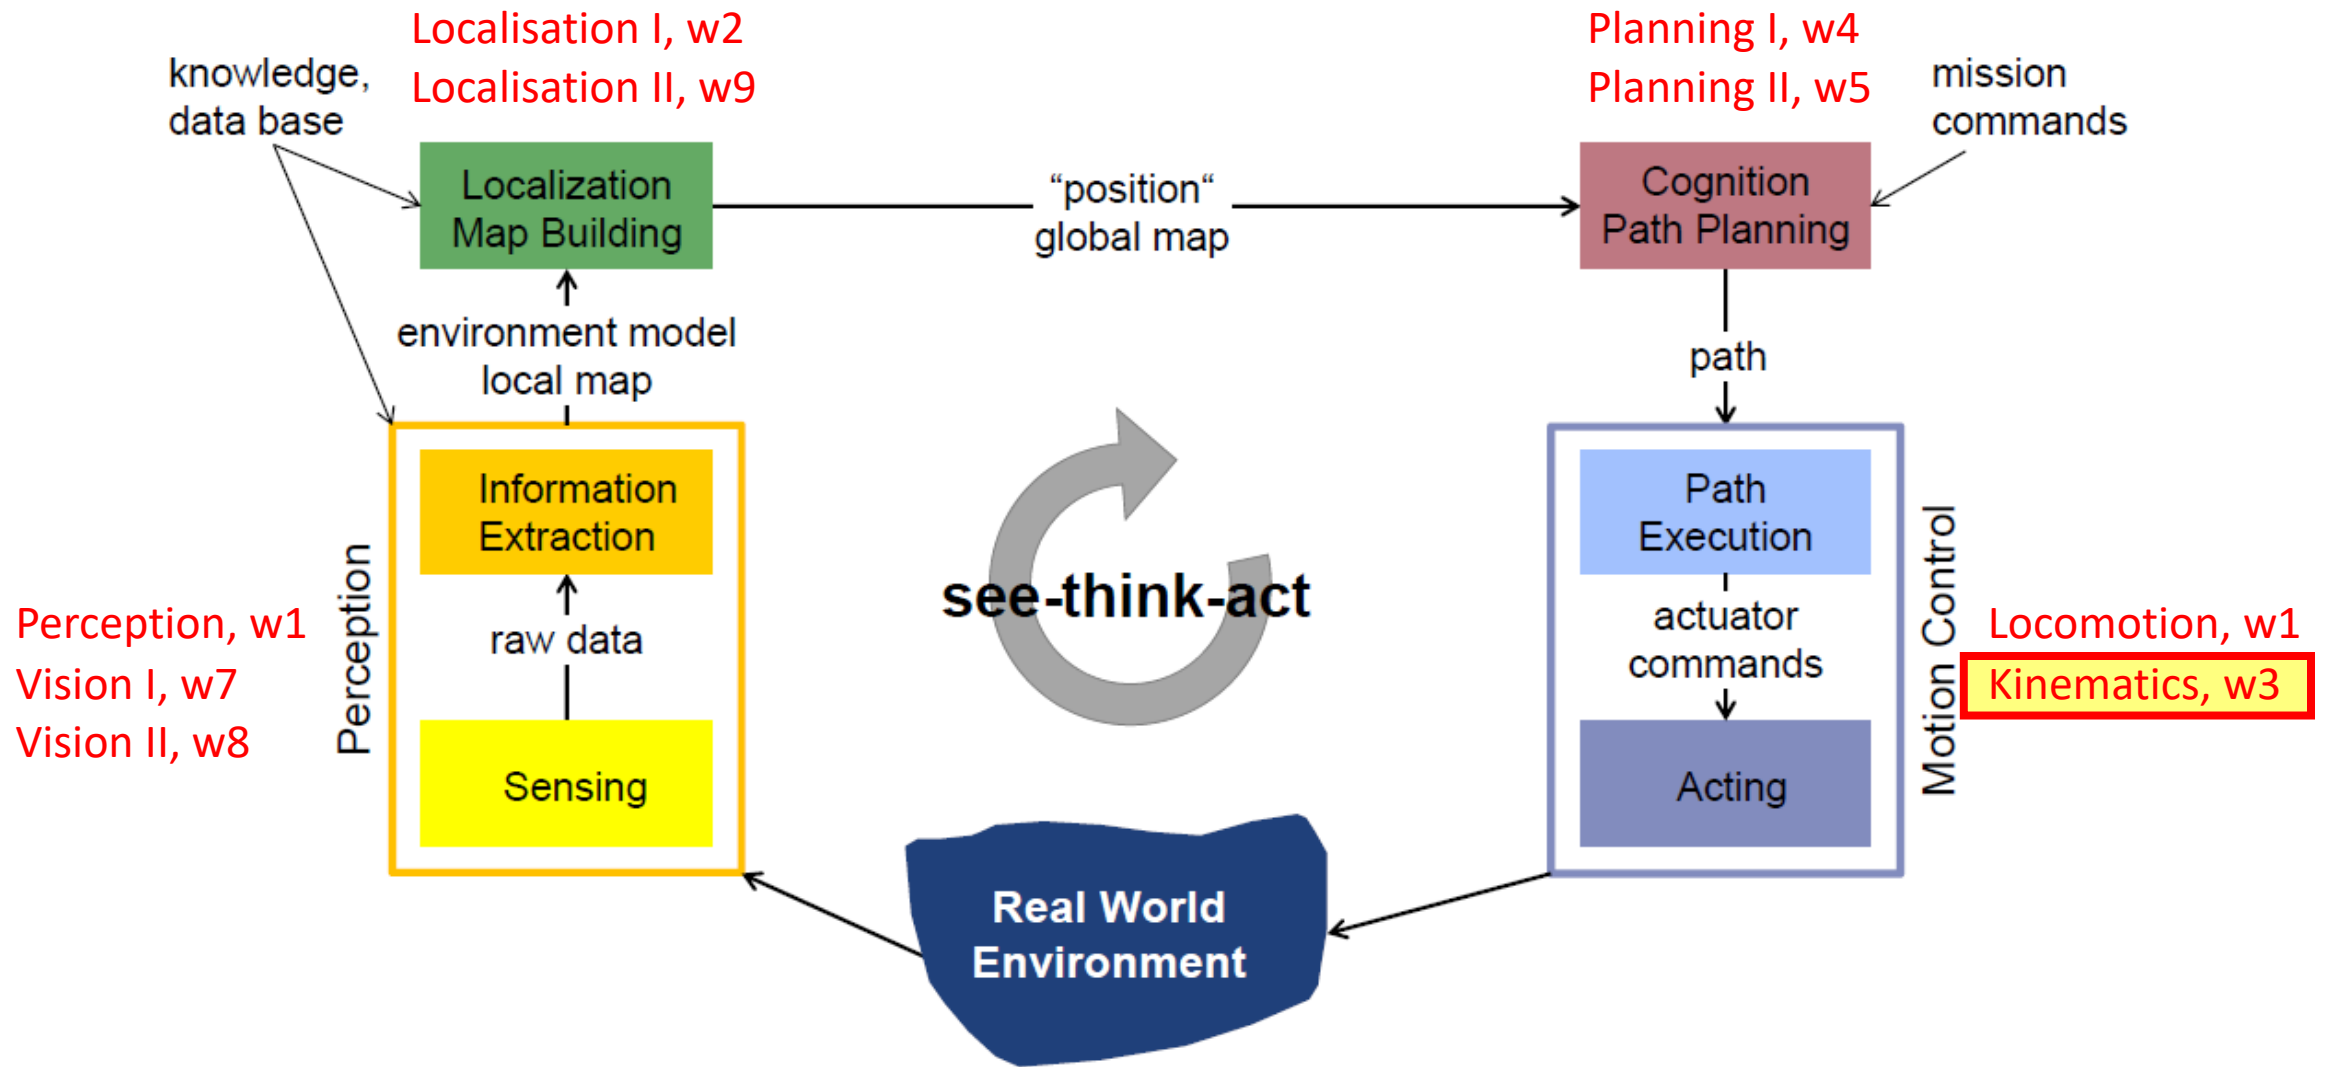 Localisation I, w2
Localisation II, w9
knowledge,
data base
Localization
Map Building
“position“
global map
Planning I, w4
Planning II, w5
mission
commands
Cognition
Path Planning
environment model
local map
path
Information
Extraction
raw data
Sensing
Perception
Perception, w1
Vision I, w7
Vision II, w8
see-think-act
Path
Execution
actuator
commands
Acting
Motion Control
Locomotion, w1
Kinematics, w3
Real World
Environment